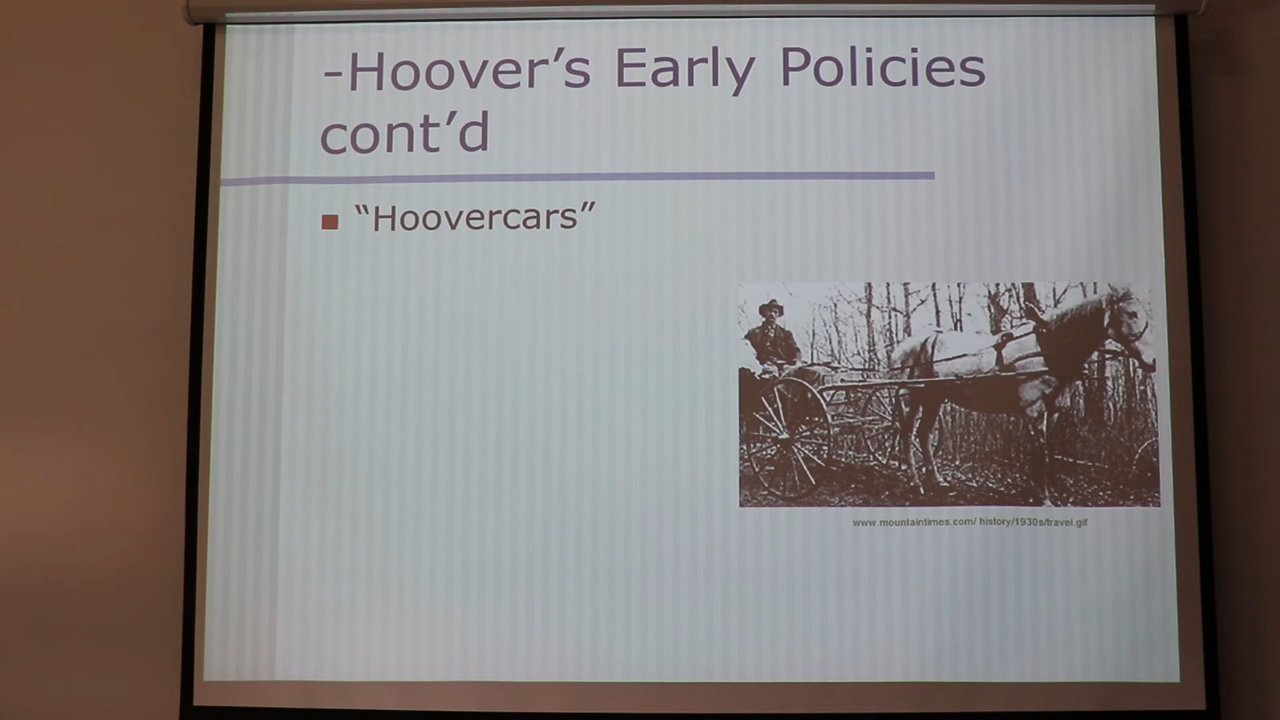 -Hoover's Early Policies
cont'd
"Hoovercars"
www.mountaintimes.com/ history/1930s/travel.gif